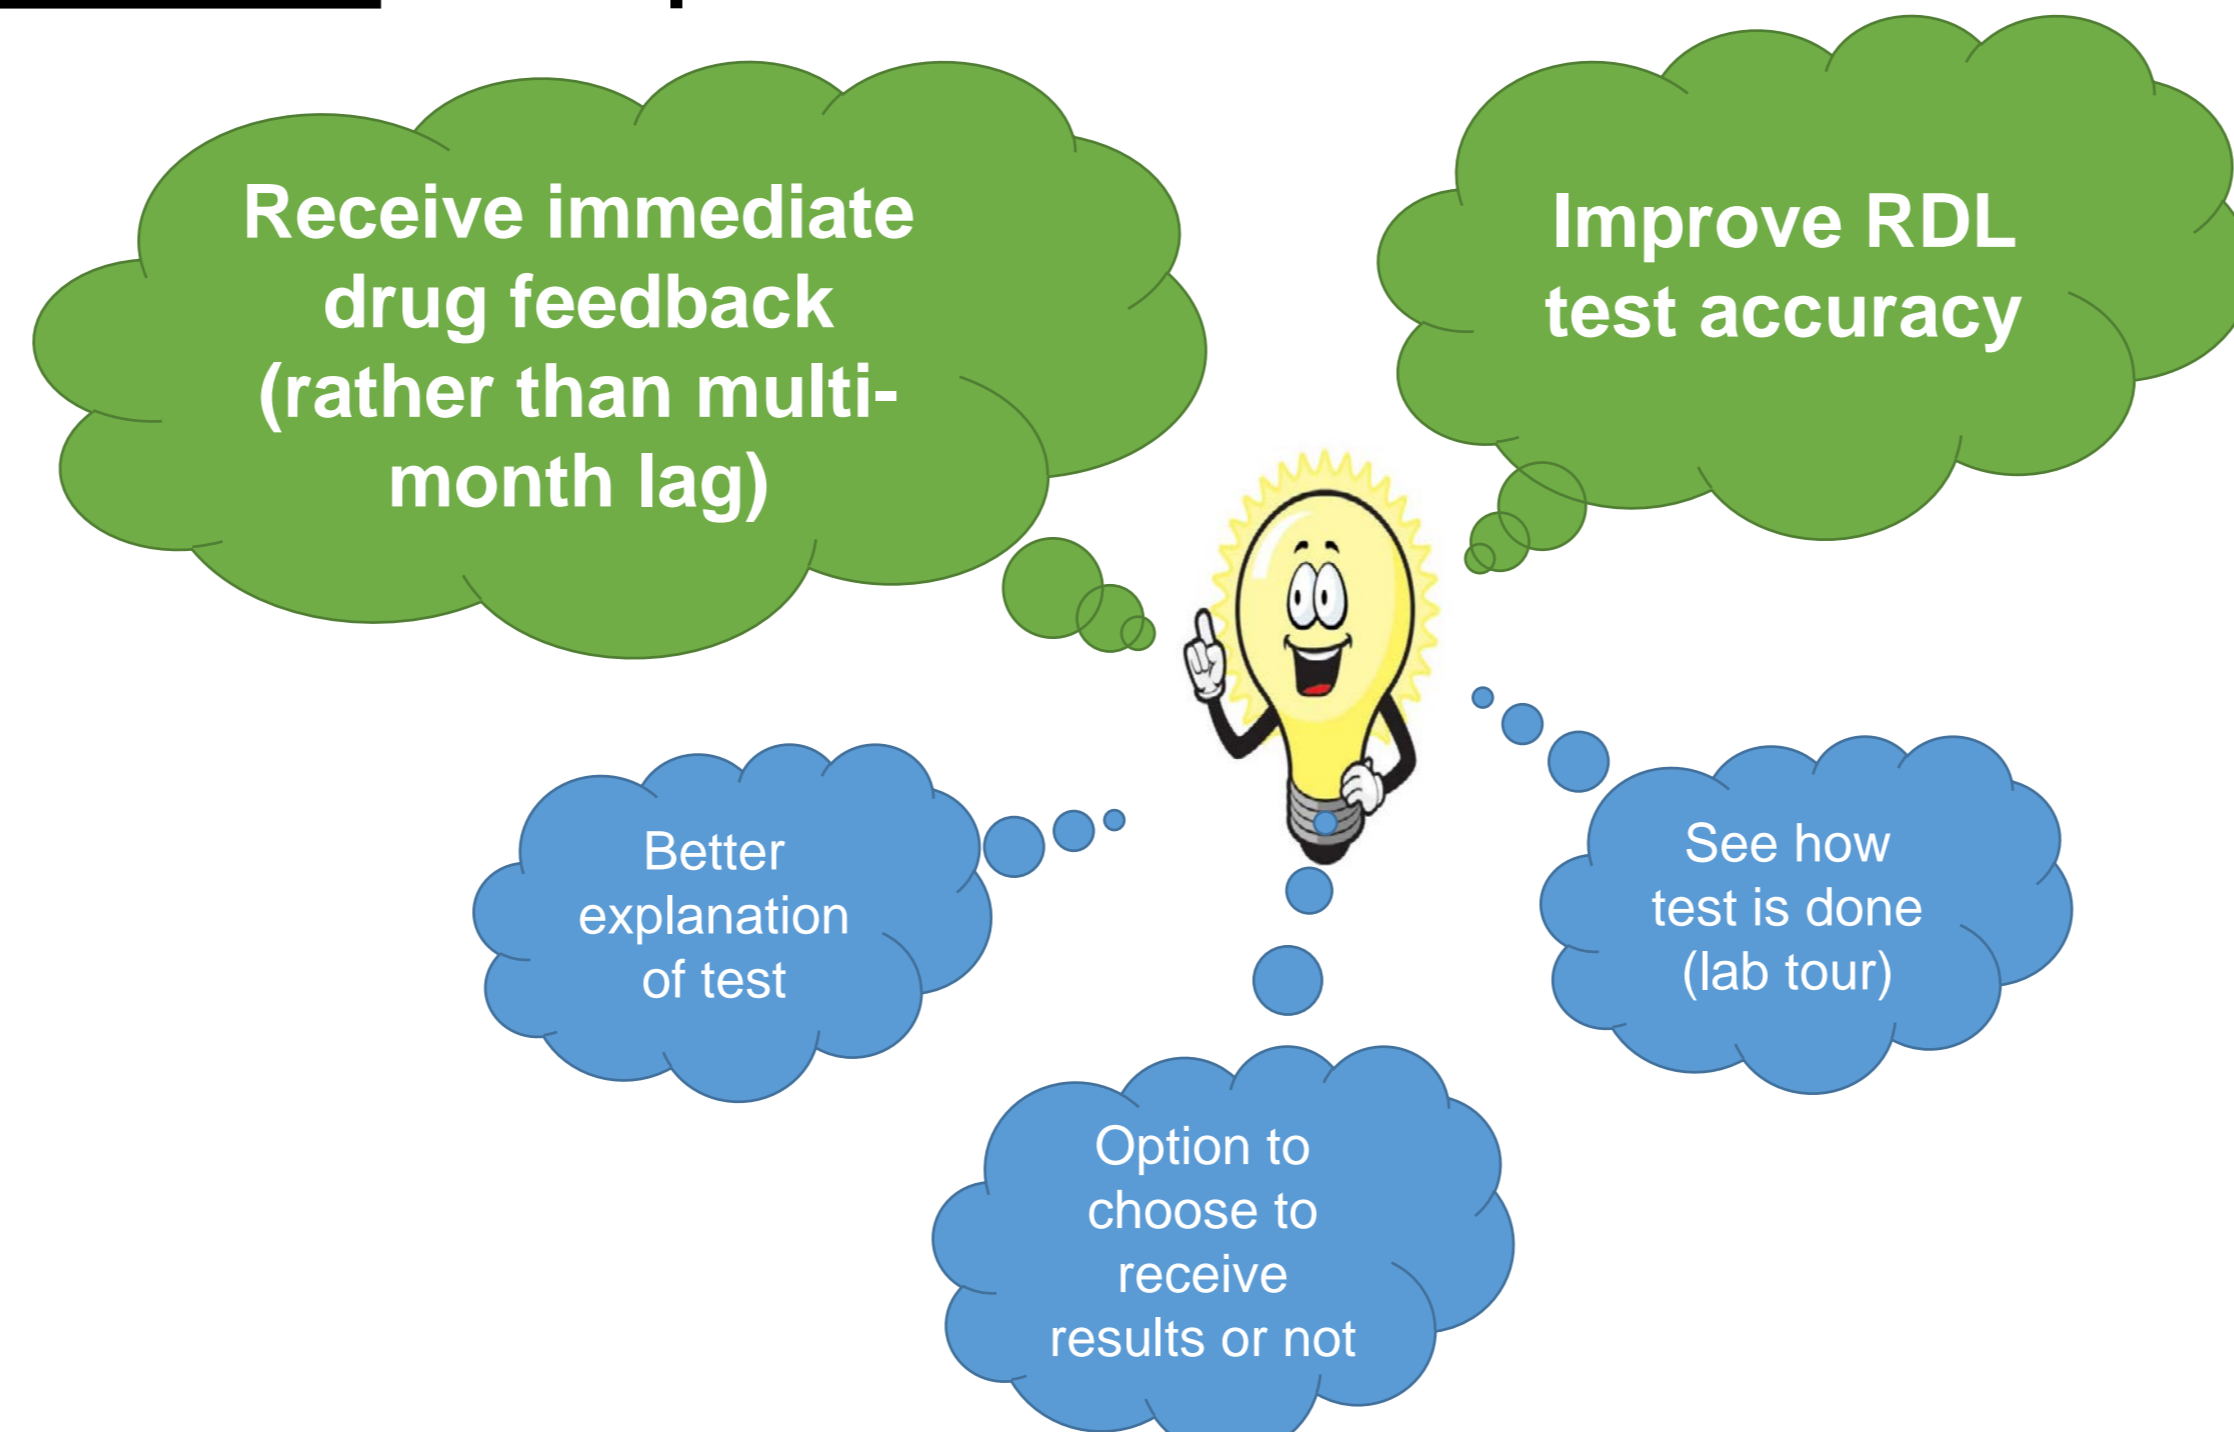 Receive immediate
drug feedback
(rather than multi-
month lag)
Improve RDL
test accuracy
Better
explanation
of test
See how
test is done
(lab tour)
Option to
choose to
receive
results or not